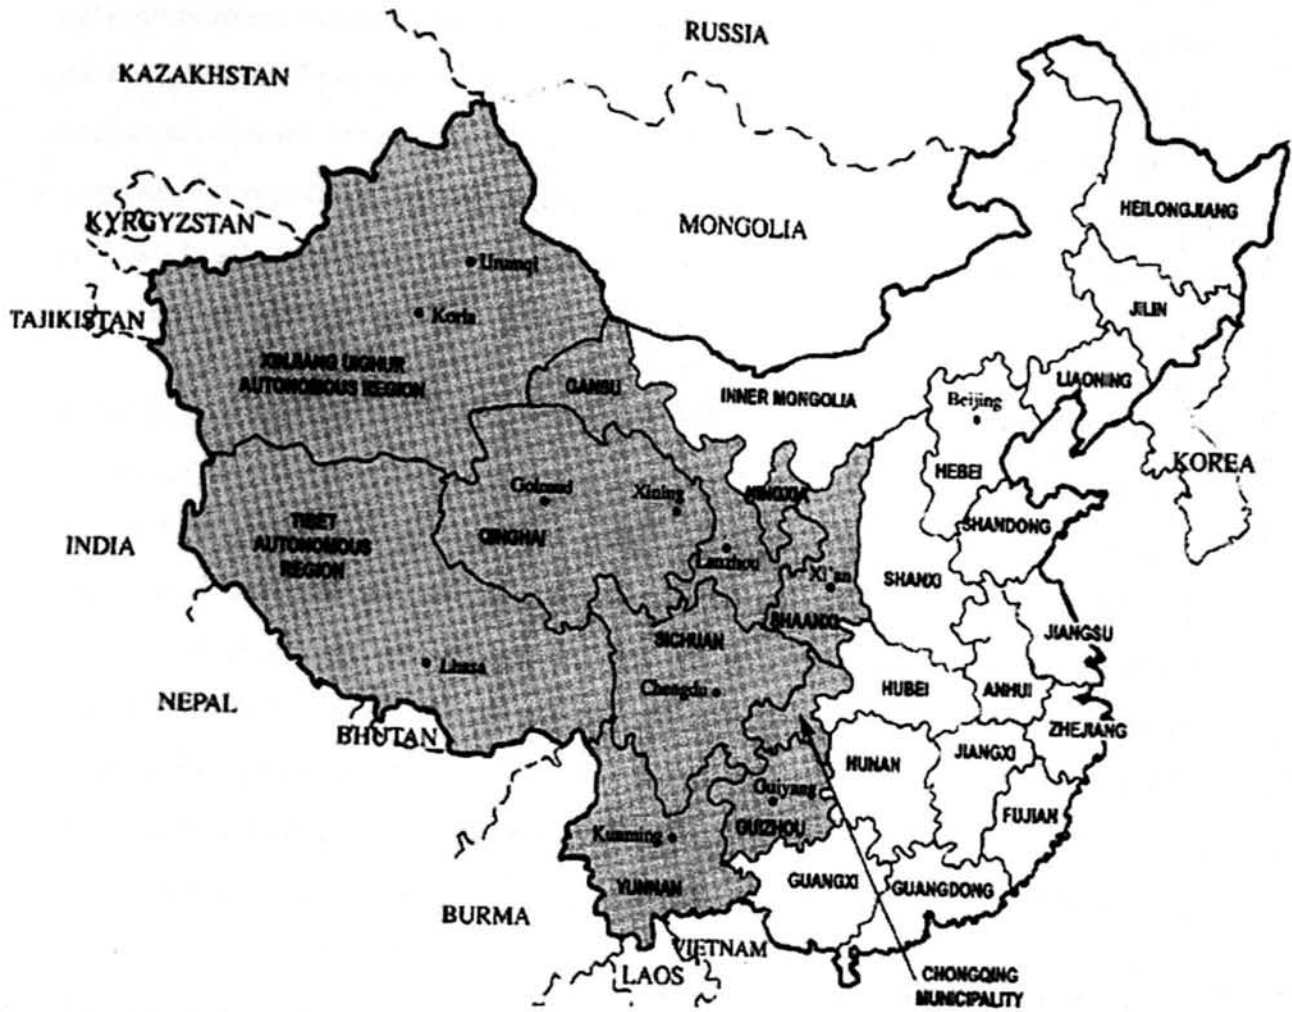 RUSSIA
KAZAKHSTAN
HEILONGJIANG
KYRGYZSTAN
MONGOLIA
Urumqi
JILIN
Korla
TAJIKISTAN
XINJIANG UIGHUR
AUTONOMOUS REGION
GANSU
INNER MONGOLIA
LIAONING
Beijing
KOREA
HEBEI
Golmud
Xining
NINGXIA
SHANDONG
TIBET
AUTONOMOUS
REGION
QINGHAI
INDIA
Lanzhou
Xi'an
SHANXI
SHAANXI
JIANGSU
SICHUAN
Lhasa
Chengdu
HUBEI
ANHUI
NEPAL
BHUTAN
ZHEJIANG
HUNAN
JIANGXI
Guiyang
FUJIAN
Kunming
GUIZHOU
YUNNAN
GUANGXI
GUANGDONG
BURMA
VIETNAM
LAOS
CHONGQING
MUNICIPALITY